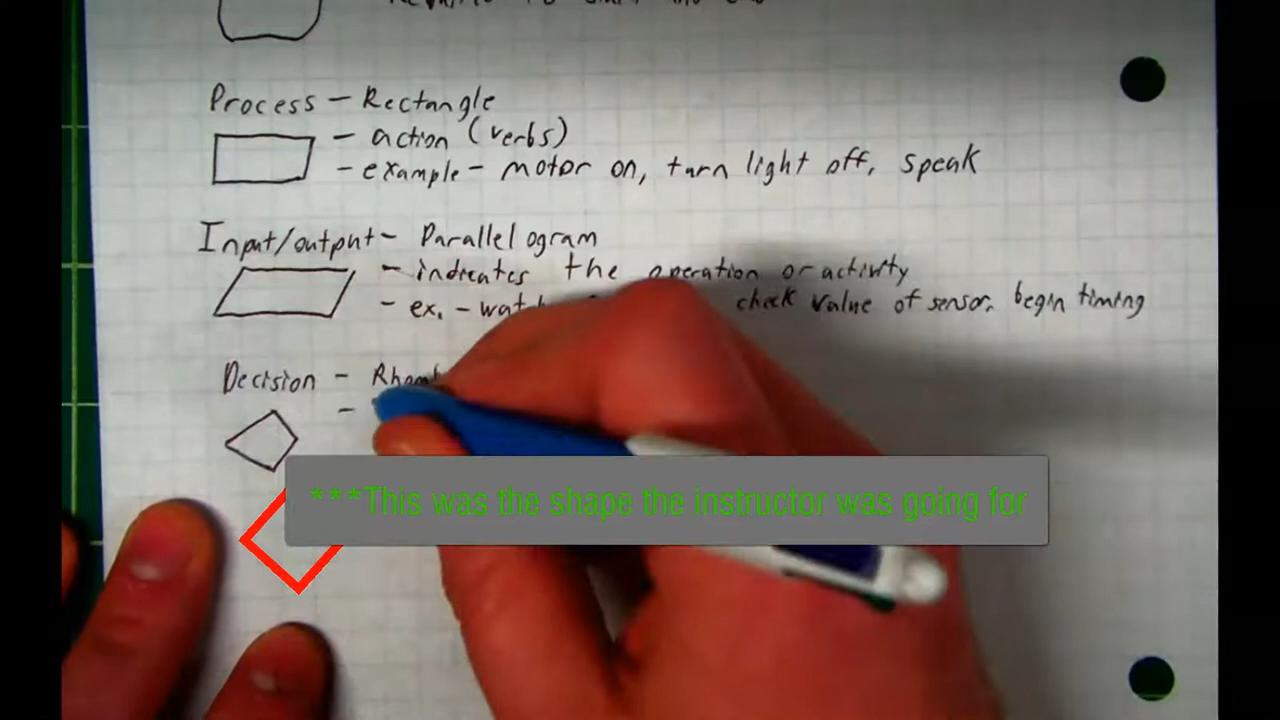 Process - Rectangle
- action (verbs)
- example - motor on, turn light off, speak
Input/output - Parallelogram
- indicates the operation or activity
- ex. - check value of sensor, begin timing
Decision -
***This was the shape the instructor was going for